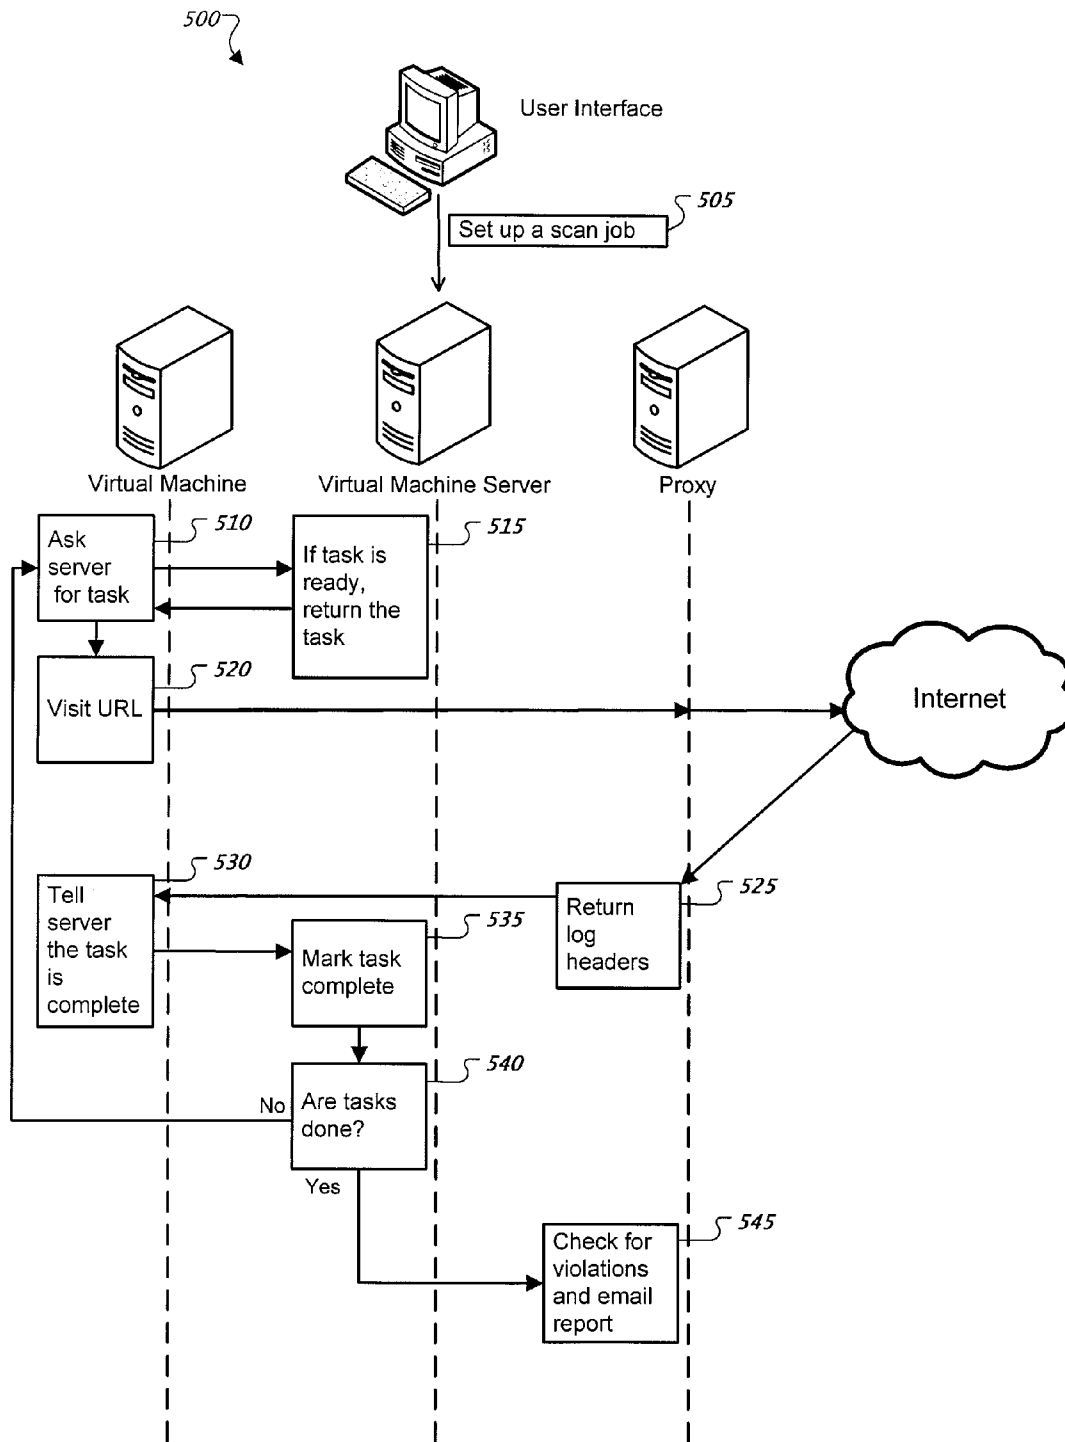 500
User Interface
505
Set up a scan job
Virtual Machine
Virtual Machine Server
Proxy
510
Ask
server
for task
515
If task is
ready,
return the
task
520
Visit URL
Internet
530
Tell
server
the task
is
complete
525
Return
log
headers
535
Mark task
complete
540
Are tasks
done?
No
Yes
545
Check for
violations
and email
report